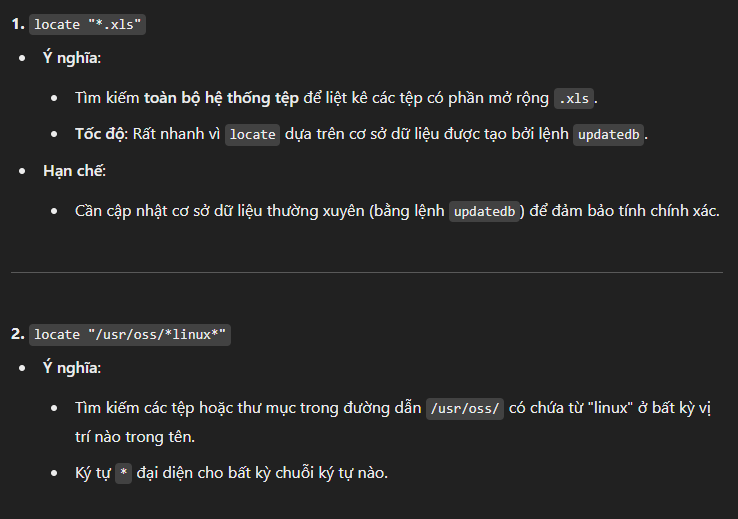 1. locate "*.xls"
• Ý nghĩa:
• Tìm kiếm toàn bộ hệ thống tệp để liệt kê các tệp có phần mở rộng .xls.
• Tốc độ: Rất nhanh vì locate dựa trên cơ sở dữ liệu được tạo bởi lệnh updatedb.
• Hạn chế:
• Cần cập nhật cơ sở dữ liệu thường xuyên (bằng lệnh updatedb) để đảm bảo tính chính xác.
2. locate "/usr/oss/*linux*"
• Ý nghĩa:
• Tìm kiếm các tệp hoặc thư mục trong đường dẫn /usr/oss/ có chứa từ "linux" ở bất kỳ vị
trí nào trong tên.
• Ký tự * đại diện cho bất kỳ chuỗi ký tự nào.